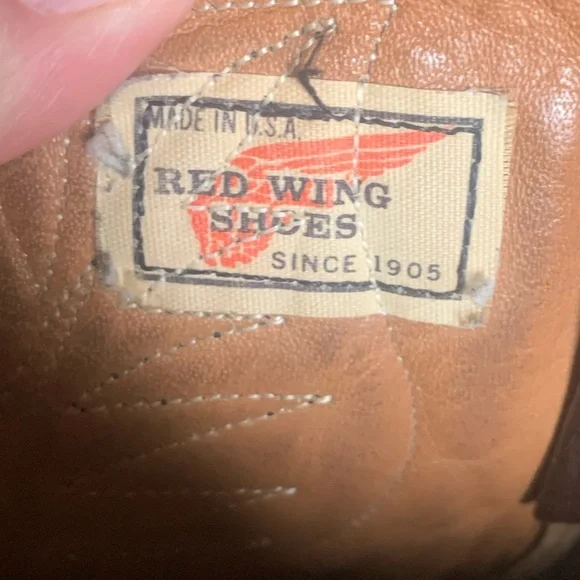 MADE IN U.S.A.
RED WING
SHOES
SINCE 1905